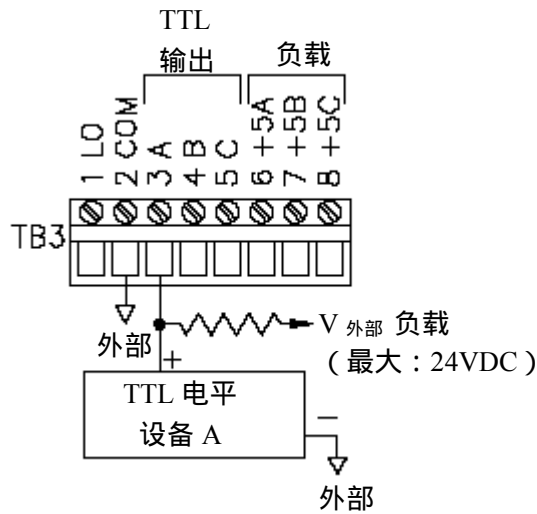 TTL
输出
负载
1 LO
2 COM
3 A
4 B
5 C
6 +5A
7 +5B
8 +5C
TB3
外部
V 外部 负载
(最大：24VDC)
+
TTL 电平
设备 A
−
外部